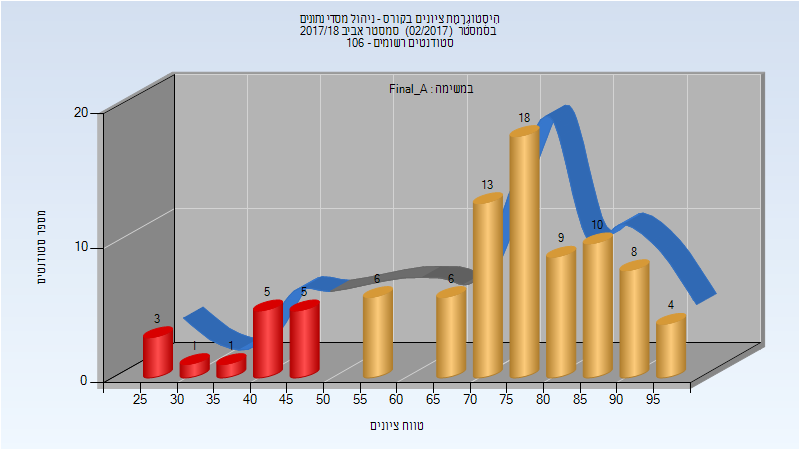 היסטוגרמת ציונים בקורס - ניהול מסדי נתונים
בסמסטר (02/2017) סמסטר אביב 2017/18
סטודנטים רשומים - 106
במשימה : Final_A
מספר סטודנטים
20
10
0
3
1
1
5
5
6
6
13
18
9
10
8
4
25 30 35 40 45 50 55 60 65 70 75 80 85 90 95
טווח ציונים